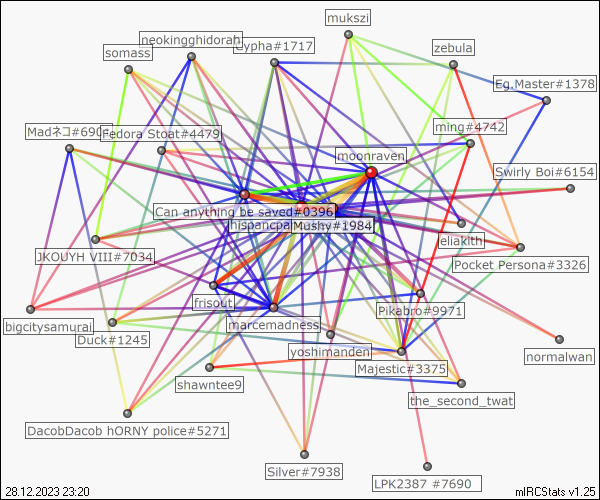 mukszi
neokingghidorah
Cypha#1717
somass
zebula
Eg.Master#1378
ming#4742
Madネコ#690
Fedora Stoat#4479
moonraven
Swirly Boi#6154
Can anything be saved#0396
hispancpa
Mushy#1984
eliakith
JKOUYH VIII#7034
Pocket Persona#3326
frisout
Pikabro#9971
bigcitysamurai
marcemadness
Duck#1245
yoshimanden
normalwan
Majestic#3375
shawntee9
the_second_twat
DacobDacob hORNY police#5271
Silver#7938
LPK2387 #7690
28.12.2023 23:20
mIRCStats v1.25